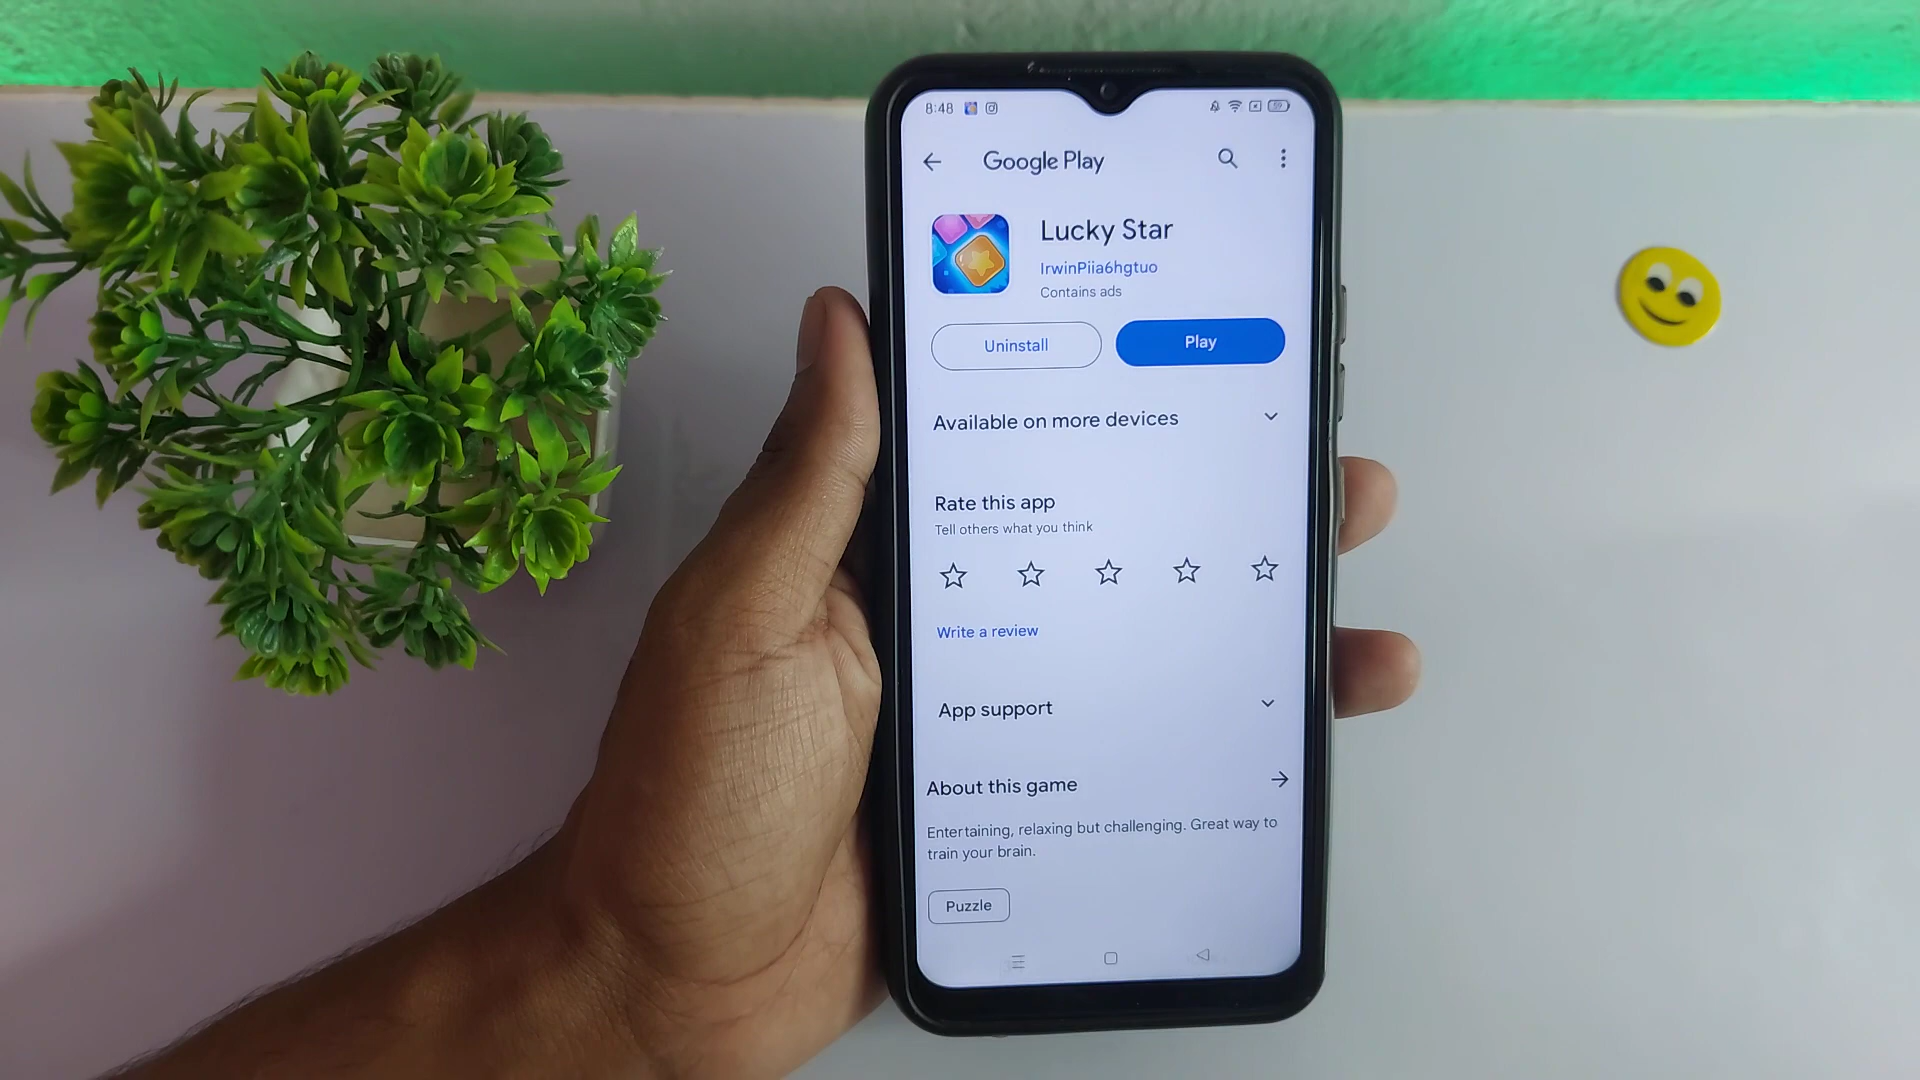 8:48
59
Google Play
Lucky Star
IrwinPiia6hgtuo
Contains ads
Uninstall
Play
Available on more devices
Rate this app
Tell others what you think
Write a review
App support
About this game
Entertaining, relaxing but challenging. Great way to
train your brain.
Puzzle